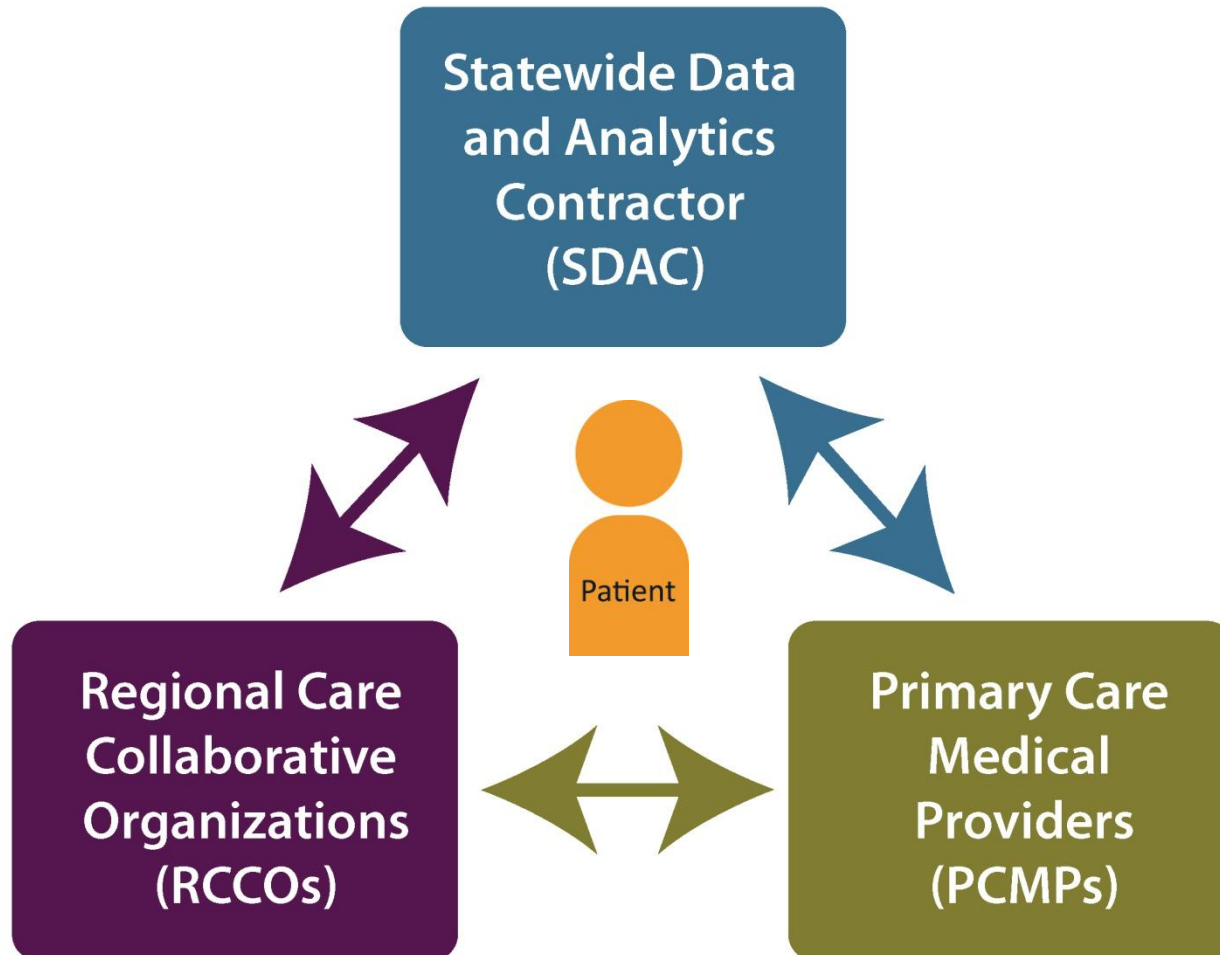 Statewide Data
and Analytics
Contractor
(SDAC)
Patient
Regional Care
Collaborative
Organizations
(RCCOs)
Primary Care
Medical
Providers
(PCMPs)